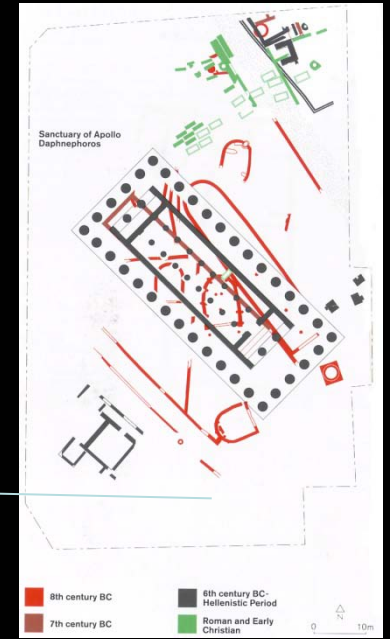 Sanctuary of Apollo
Daphnephoros
8th century BC
7th century BC
6th century BC-
Hellenistic Period
Roman and Early
Christian
N
0 10m